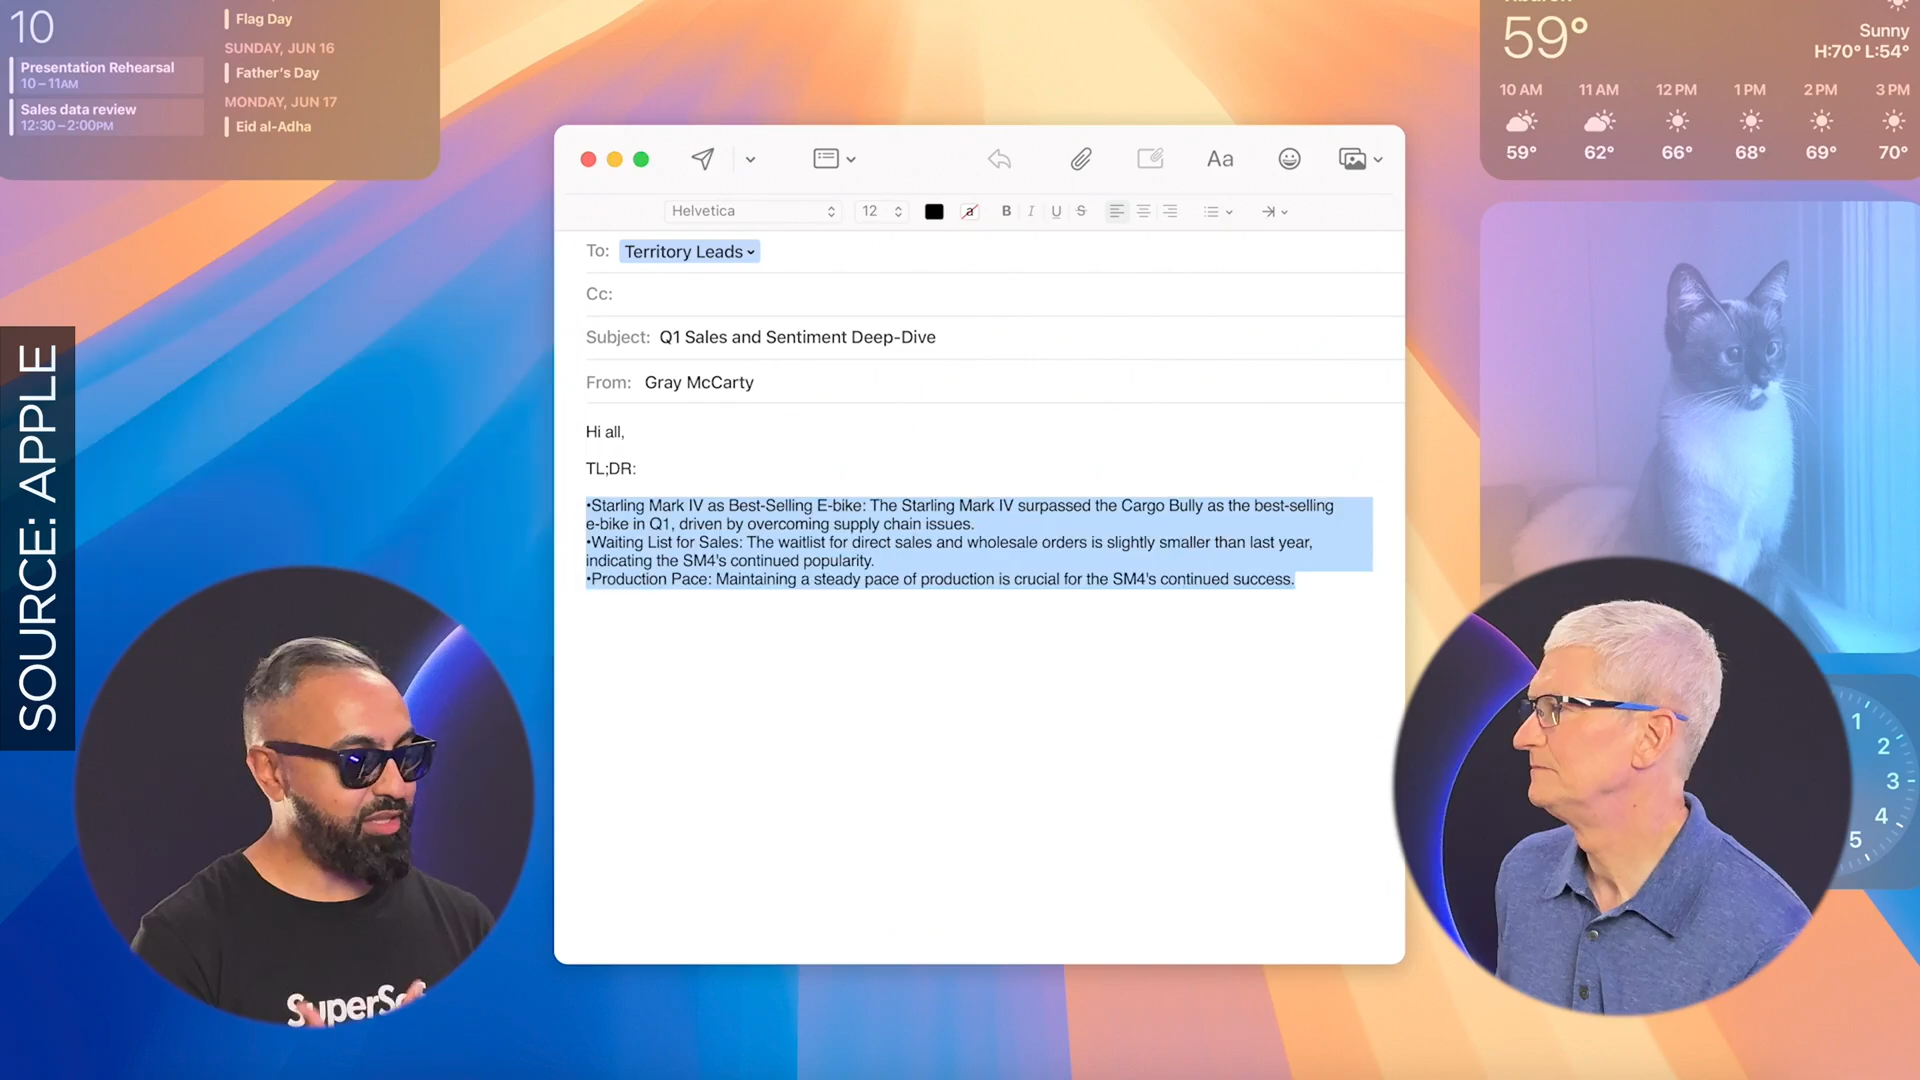 10
Presentation Rehearsal
10–11AM
Sales data review
12:30–2:00PM
Flag Day
SUNDAY, JUN 16
Father's Day
MONDAY, JUN 17
Eid al-Adha
59°
Sunny
H:70° L:54°
10 AM 11 AM 12 PM 1 PM 2 PM 3 PM
59° 62° 66° 68° 69° 70°
SOURCE: APPLE
Aa
Helvetica 12 a B I U S
To: Territory Leads
Cc:
Subject: Q1 Sales and Sentiment Deep-Dive
From: Gray McCarty
Hi all,
TL;DR:
•Starling Mark IV as Best-Selling E-bike: The Starling Mark IV surpassed the Cargo Bully as the best-selling
e-bike in Q1, driven by overcoming supply chain issues.
•Waiting List for Sales: The waitlist for direct sales and wholesale orders is slightly smaller than last year,
indicating the SM4's continued popularity.
•Production Pace: Maintaining a steady pace of production is crucial for the SM4's continued success.
1
2
3
4
5